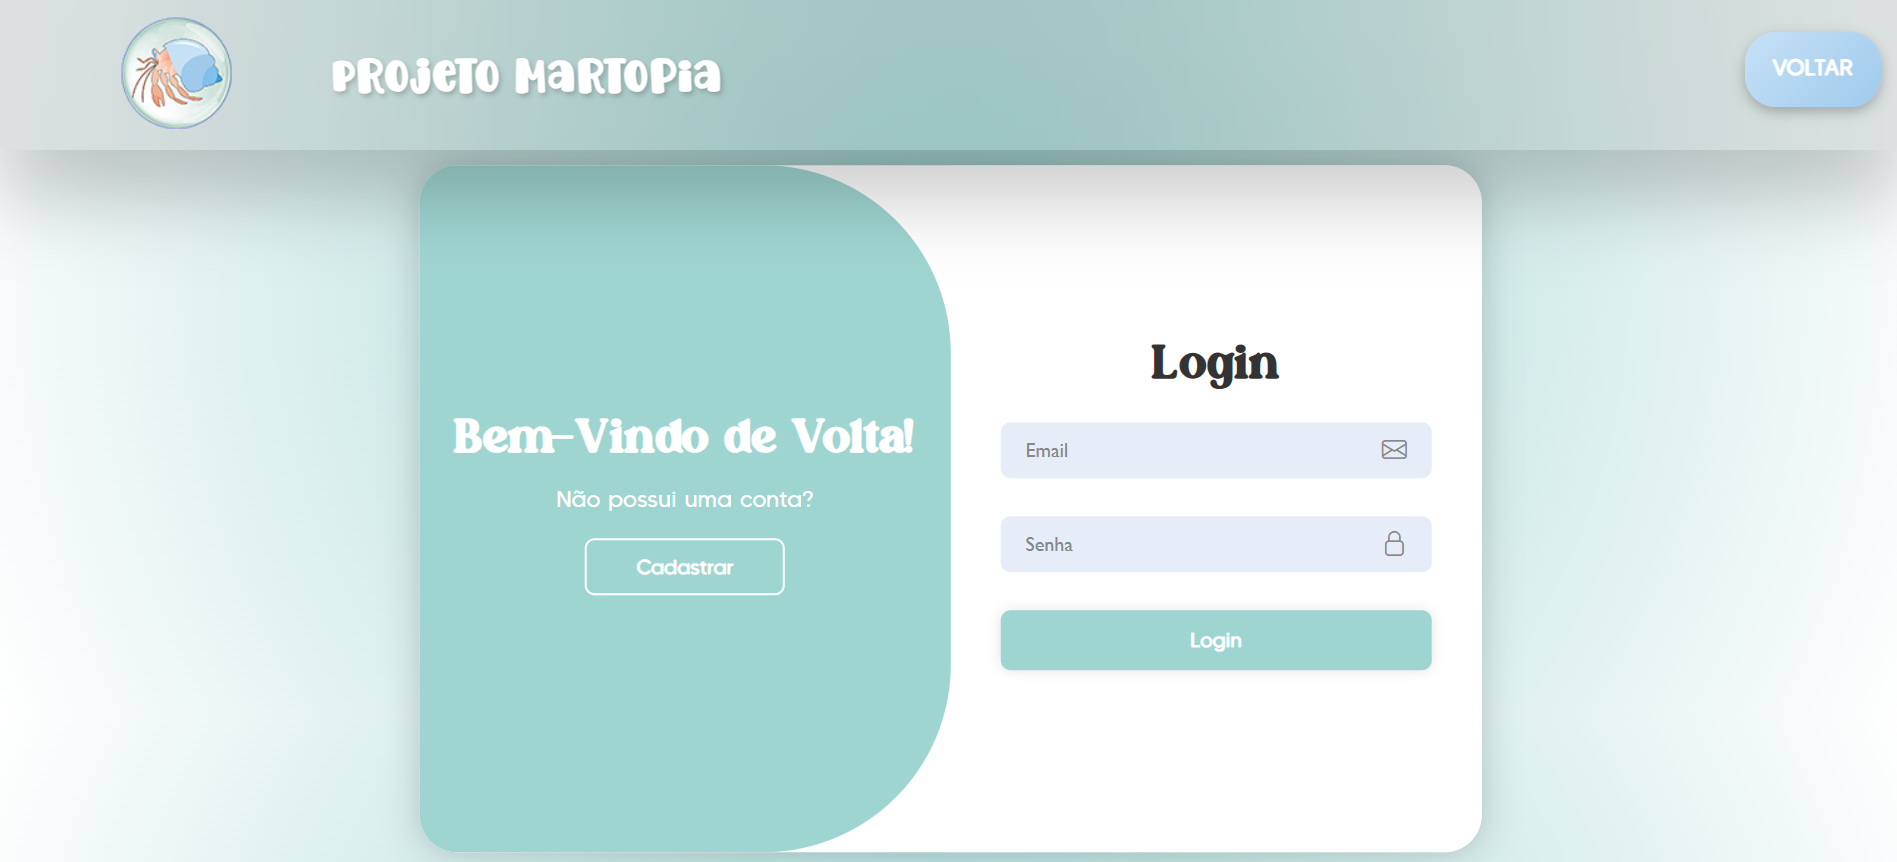 PRoJeTo MaRToPia
VOLTAR
Bem-Vindo de Volta!
Não possui uma conta?
Cadastrar
Login
Email
Senha
Login